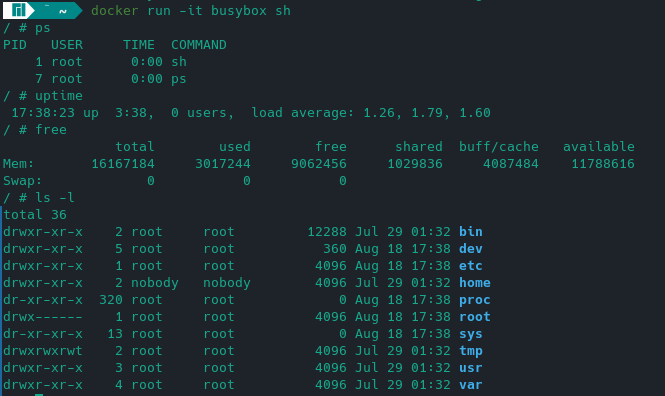 ~ docker run -it busybox sh
/ # ps
PID   USER     TIME  COMMAND
    1 root      0:00 sh
    7 root      0:00 ps
/ # uptime
 17:38:23 up  3:38,  0 users,  load average: 1.26, 1.79, 1.60
/ # free
              total        used        free      shared  buff/cache   available
Mem:       16167184     3017244     9062456     1029836     4087484    11788616
Swap:             0           0           0
/ # ls -l
total 36
drwxr-xr-x    2 root     root         12288 Jul 29 01:32 bin
drwxr-xr-x    5 root     root           360 Aug 18 17:38 dev
drwxr-xr-x    1 root     root          4096 Aug 18 17:38 etc
drwxr-xr-x    2 nobody   nobody        4096 Jul 29 01:32 home
dr-xr-xr-x  320 root     root             0 Aug 18 17:38 proc
drwx------    1 root     root          4096 Aug 18 17:38 root
dr-xr-xr-x   13 root     root             0 Aug 18 17:38 sys
drwxrwxrwt    2 root     root          4096 Jul 29 01:32 tmp
drwxr-xr-x    3 root     root          4096 Jul 29 01:32 usr
drwxr-xr-x    4 root     root          4096 Jul 29 01:32 var